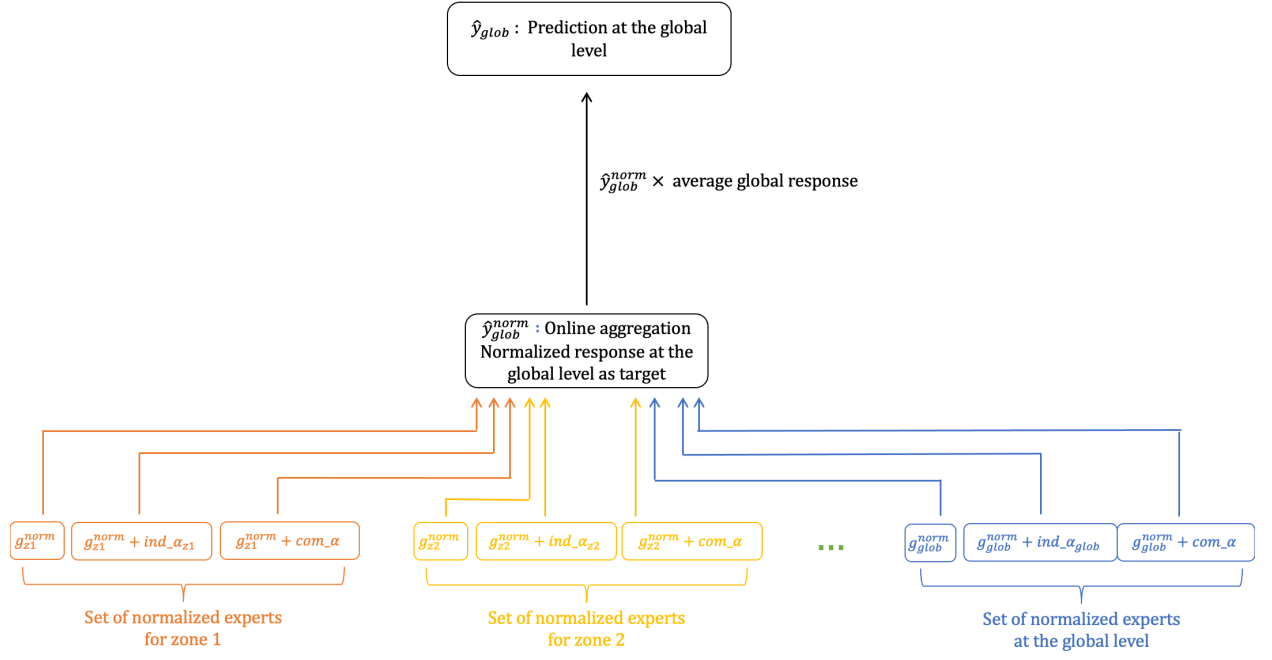 ŷ_glob : Prediction at the global
level
ŷ_glob^norm × average global response
ŷ_glob^norm : Online aggregation
Normalized response at the
global level as target
g_z1^norm
g_z1^norm + ind_α_z1
g_z1^norm + com_α
g_z2^norm
g_z2^norm + ind_α_z2
g_z2^norm + com_α
...
g_glob^norm
g_glob^norm + ind_α_glob
g_glob^norm + com_α
Set of normalized experts
for zone 1
Set of normalized experts
for zone 2
Set of normalized experts
at the global level